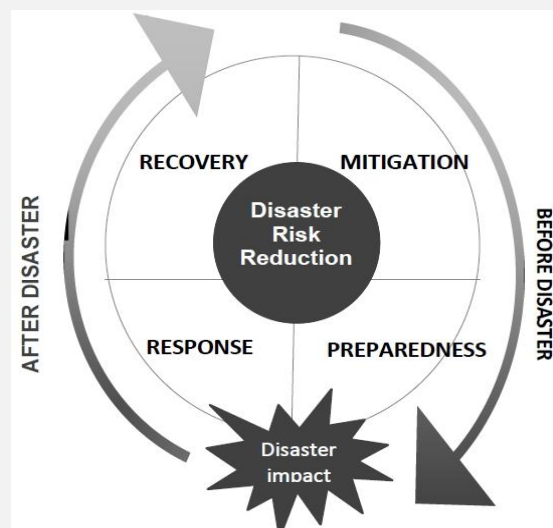 RECOVERY
MITIGATION
Disaster
Risk
Reduction
AFTER DISASTER
BEFORE DISASTER
RESPONSE
PREPAREDNESS
Disaster
impact